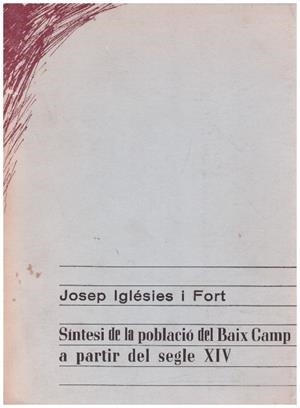 Josep Iglésies i Fort
Síntesi de la població del Baix Camp
a partir del segle XIV